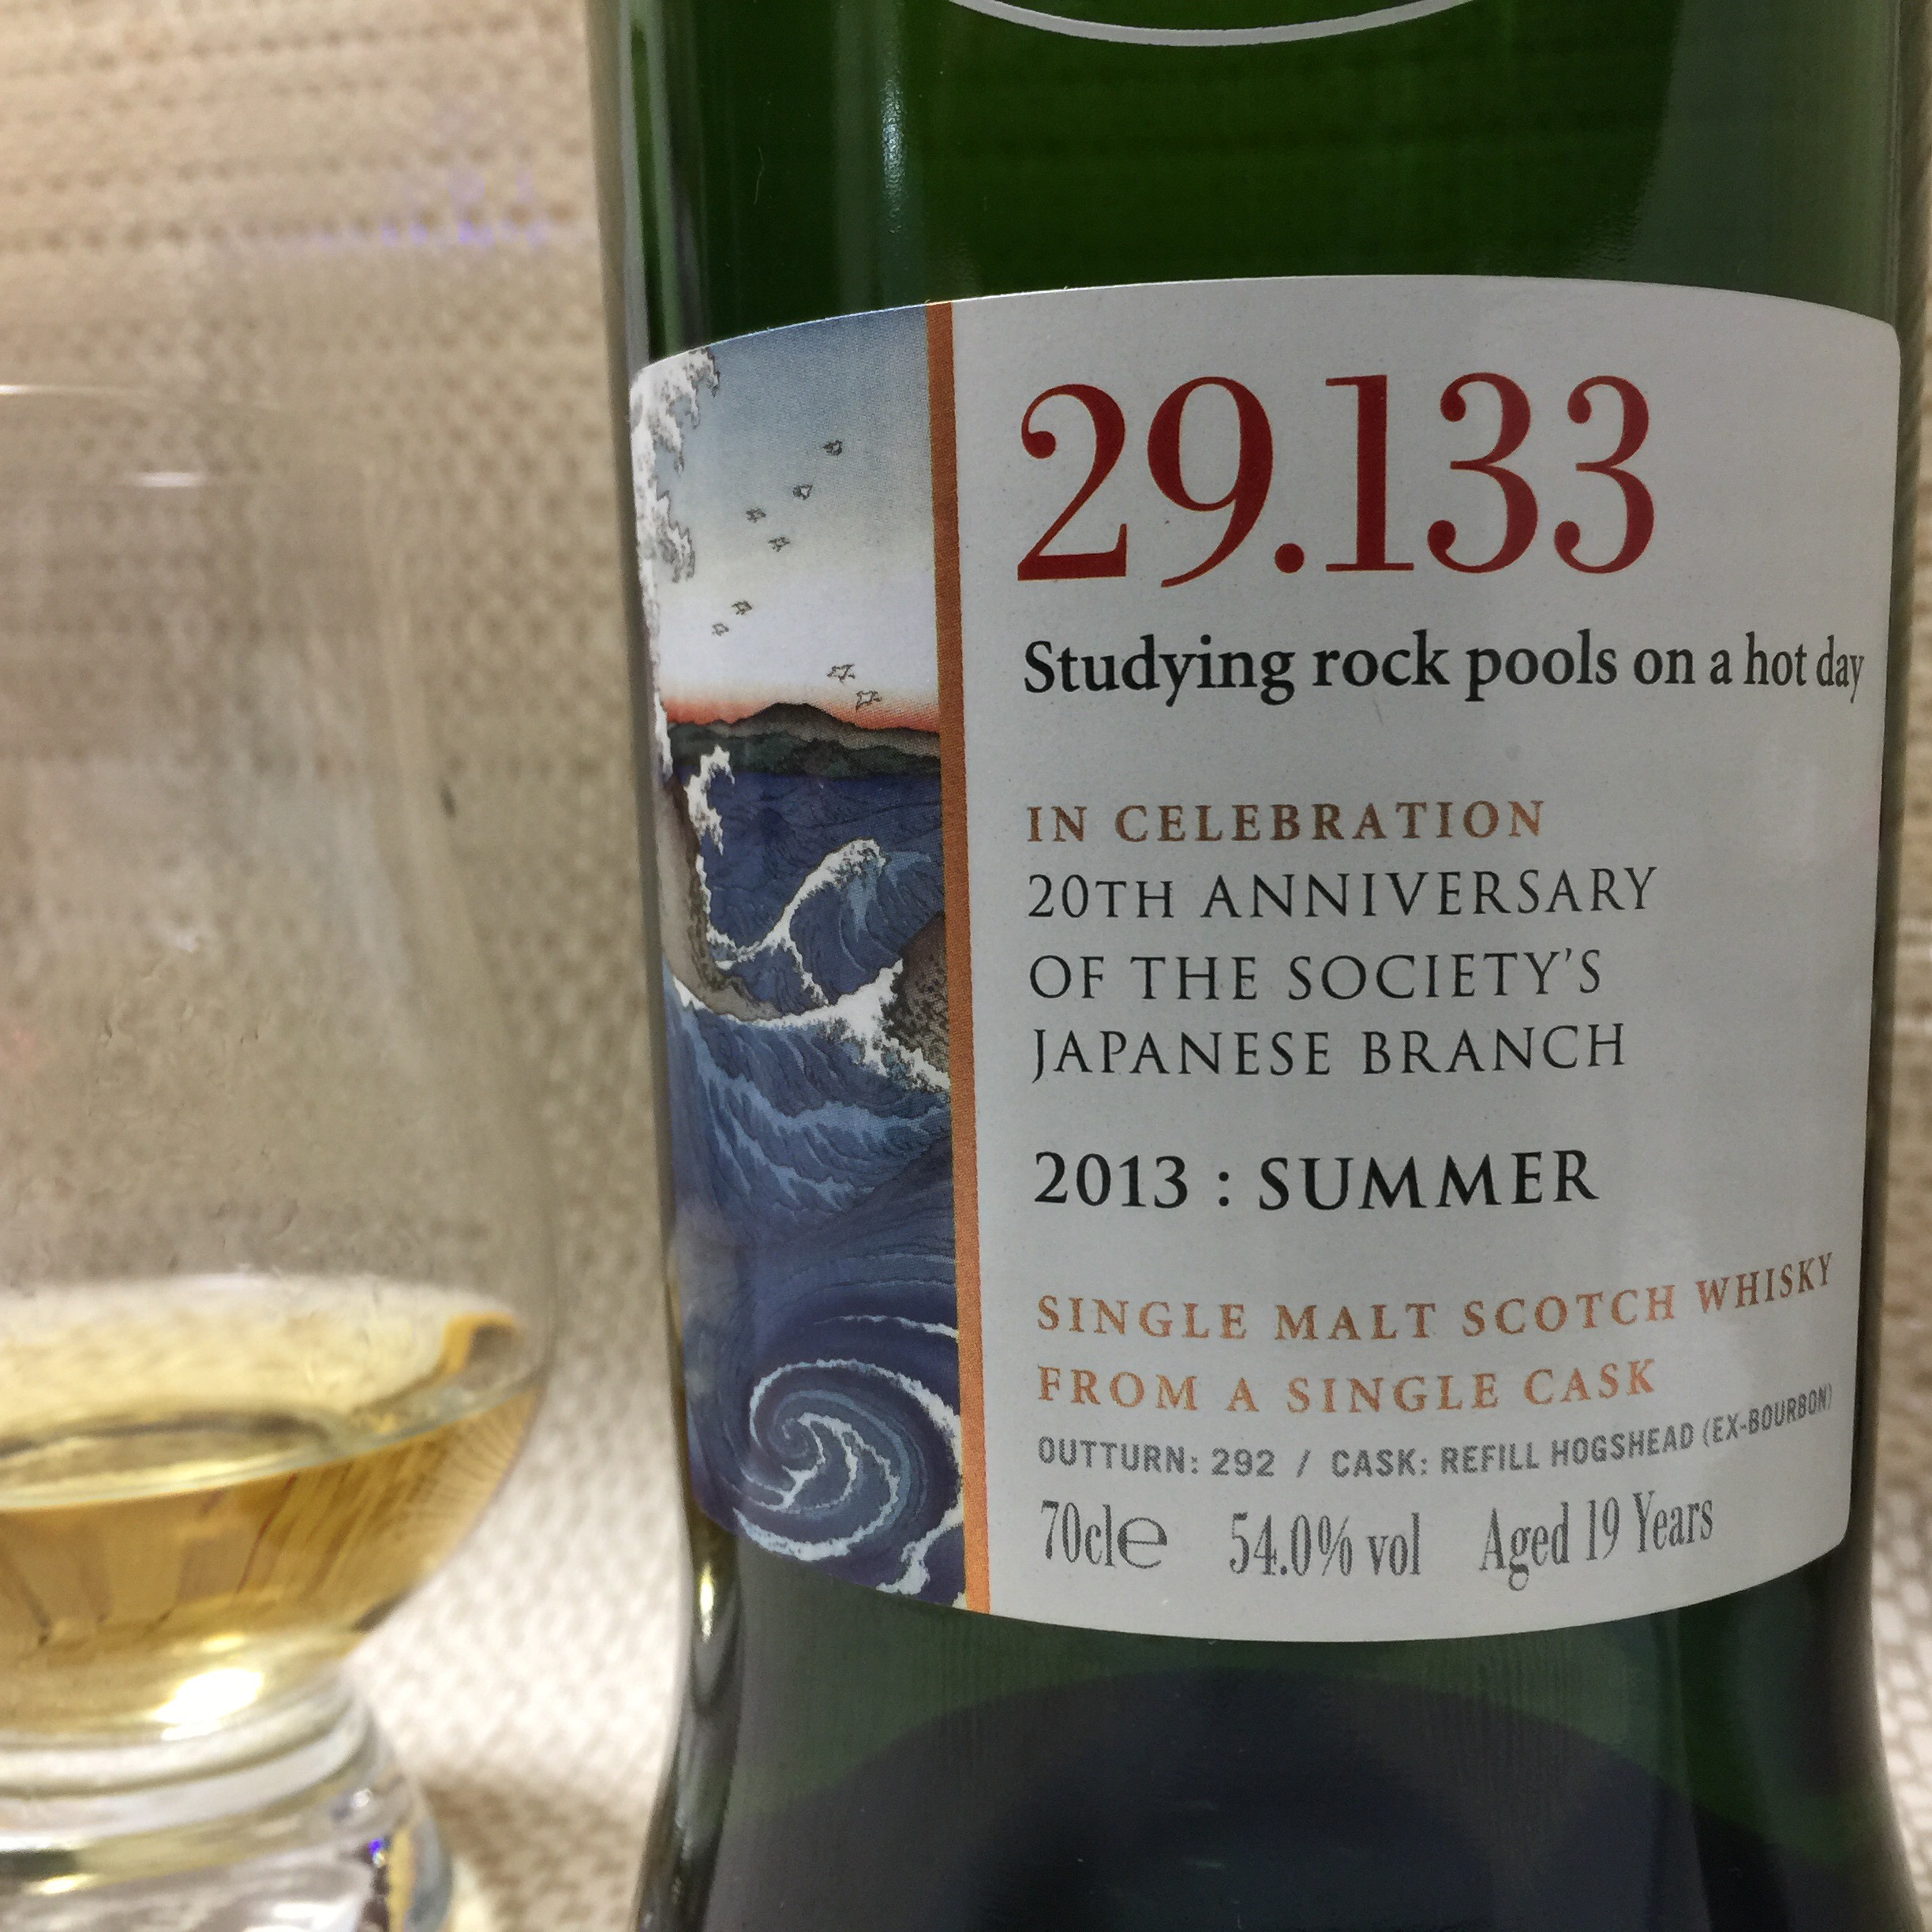 29.133
Studying rock pools on a hot day
IN CELEBRATION
20TH ANNIVERSARY
OF THE SOCIETY'S
JAPANESE BRANCH
2013 : SUMMER
SINGLE MALT SCOTCH WHISKY
FROM A SINGLE CASK
OUTTURN: 292 / CASK: REFILL HOGSHEAD (EX-BOURBON)
70cl℮ 54.0% vol Aged 19 Years